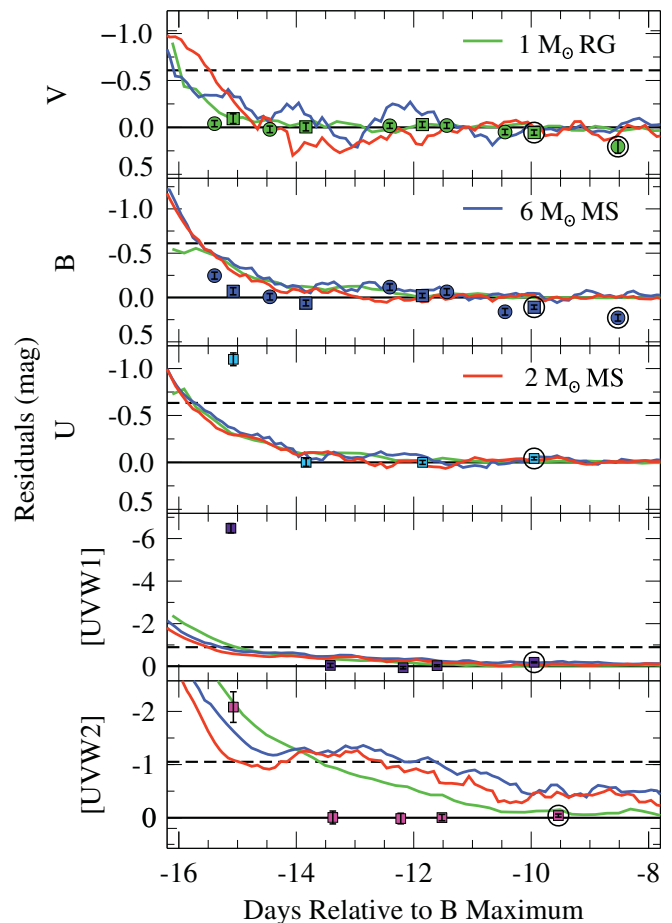 Residuals (mag)
V
−1.0
−0.5
0.0
0.5
1 M⊙ RG
B
-1.0
-0.5
0.0
0.5
6 M⊙ MS
U
-1.0
-0.5
0.0
0.5
2 M⊙ MS
[UVW1]
-6
-4
-2
0
[UVW2]
-2
-1
0
-16 -14 -12 -10 -8
Days Relative to B Maximum